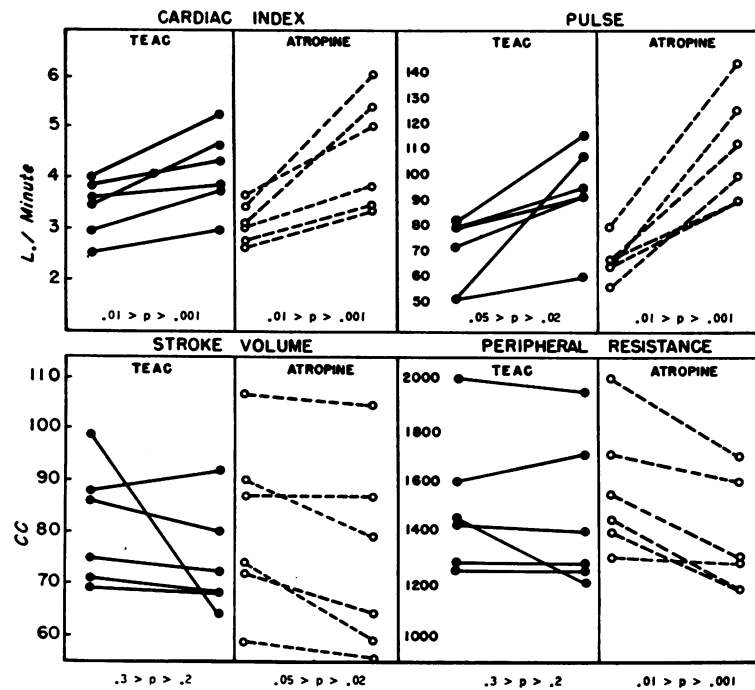 CARDIAC INDEX
PULSE
TEAC
ATROPINE
TEAC
ATROPINE
L./ Minute
6
5
4
3
2
140
130
120
110
100
90
80
70
60
50
.01 > p > .001
.01 > p > .001
.05 > p > .02
.01 > p > .001
STROKE VOLUME
PERIPHERAL RESISTANCE
TEAC
ATROPINE
TEAC
ATROPINE
CC
110
100
90
80
70
60
2000
1800
1600
1400
1200
1000
.3 > p > .2
.05 > p > .02
.3 > p > .2
.01 > p > .001